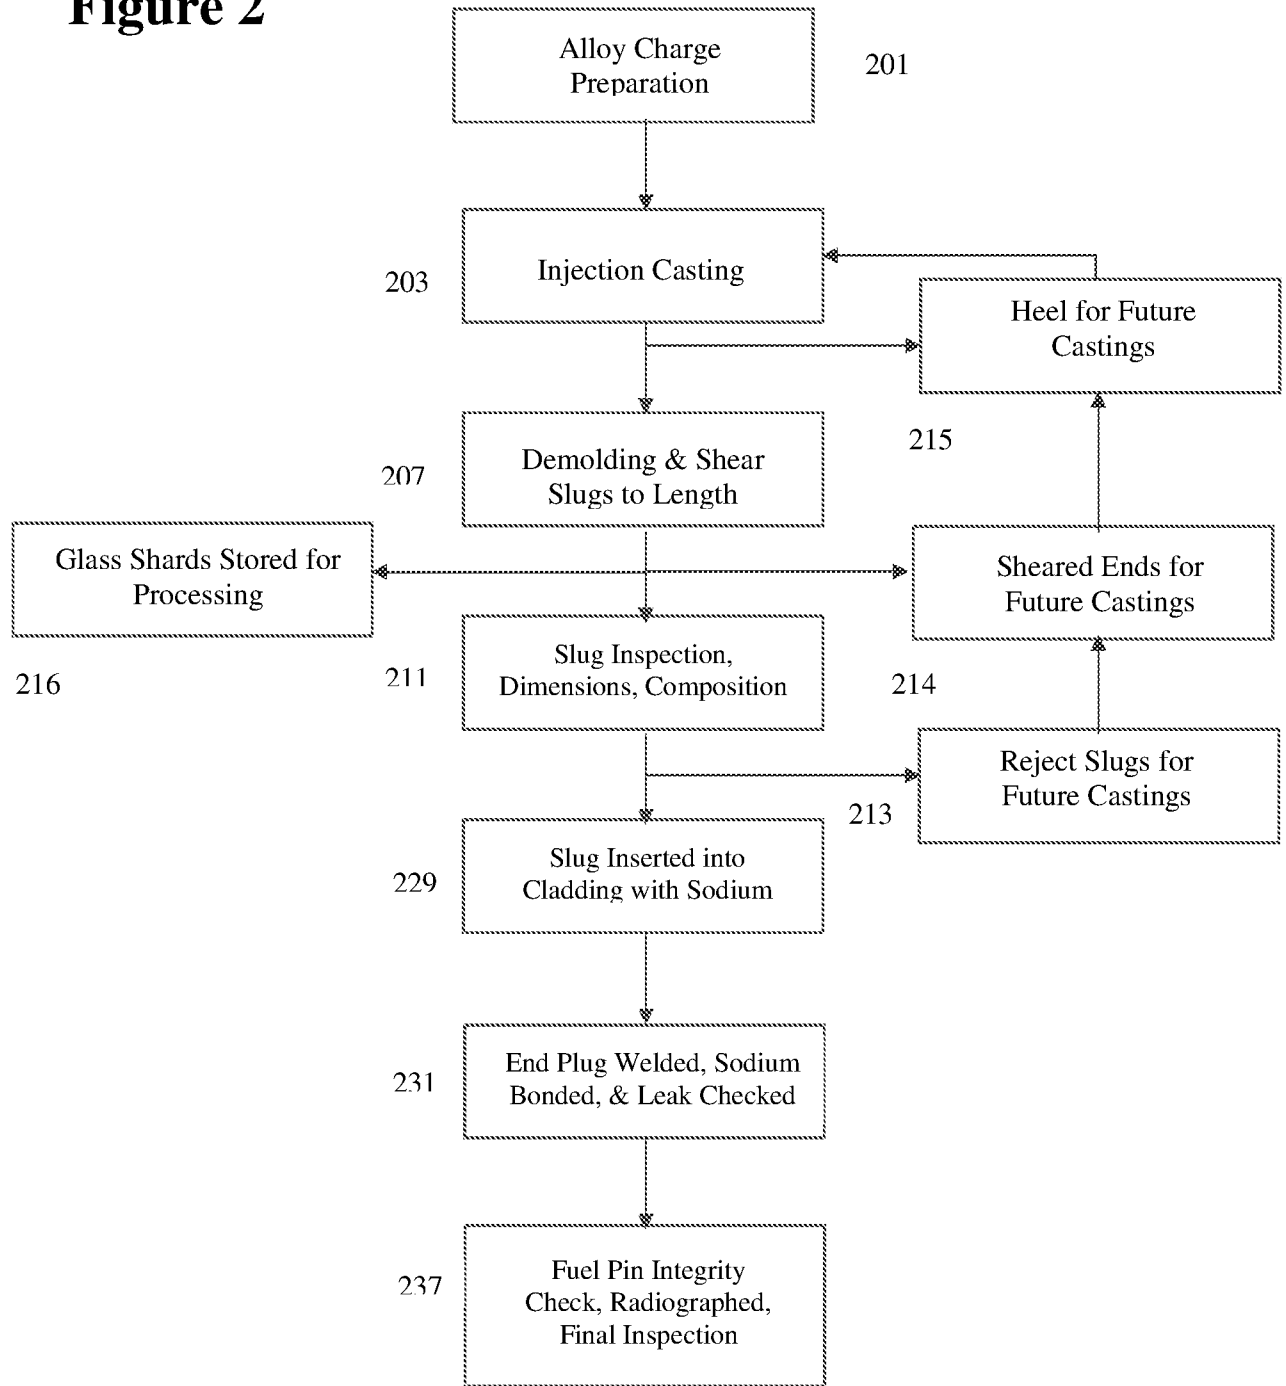 Figure 2
Alloy Charge
Preparation
201
Injection Casting
203
Heel for Future
Castings
215
Demolding & Shear
Slugs to Length
207
Glass Shards Stored for
Processing
216
Sheared Ends for
Future Castings
214
Slug Inspection,
Dimensions, Composition
211
Reject Slugs for
Future Castings
213
Slug Inserted into
Cladding with Sodium
229
End Plug Welded, Sodium
Bonded, & Leak Checked
231
Fuel Pin Integrity
Check, Radiographed,
Final Inspection
237